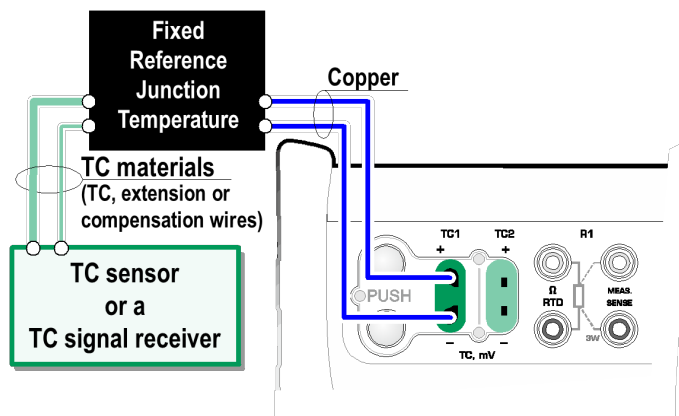 Fixed
Reference
Junction
Temperature
Copper
TC materials
(TC, extension or
compensation wires)
TC sensor
or a
TC signal receiver
TC1
TC2
R1
+
+
PUSH
Ω
RTD
MEAS.
SENSE
3W
–
–
TC, mV